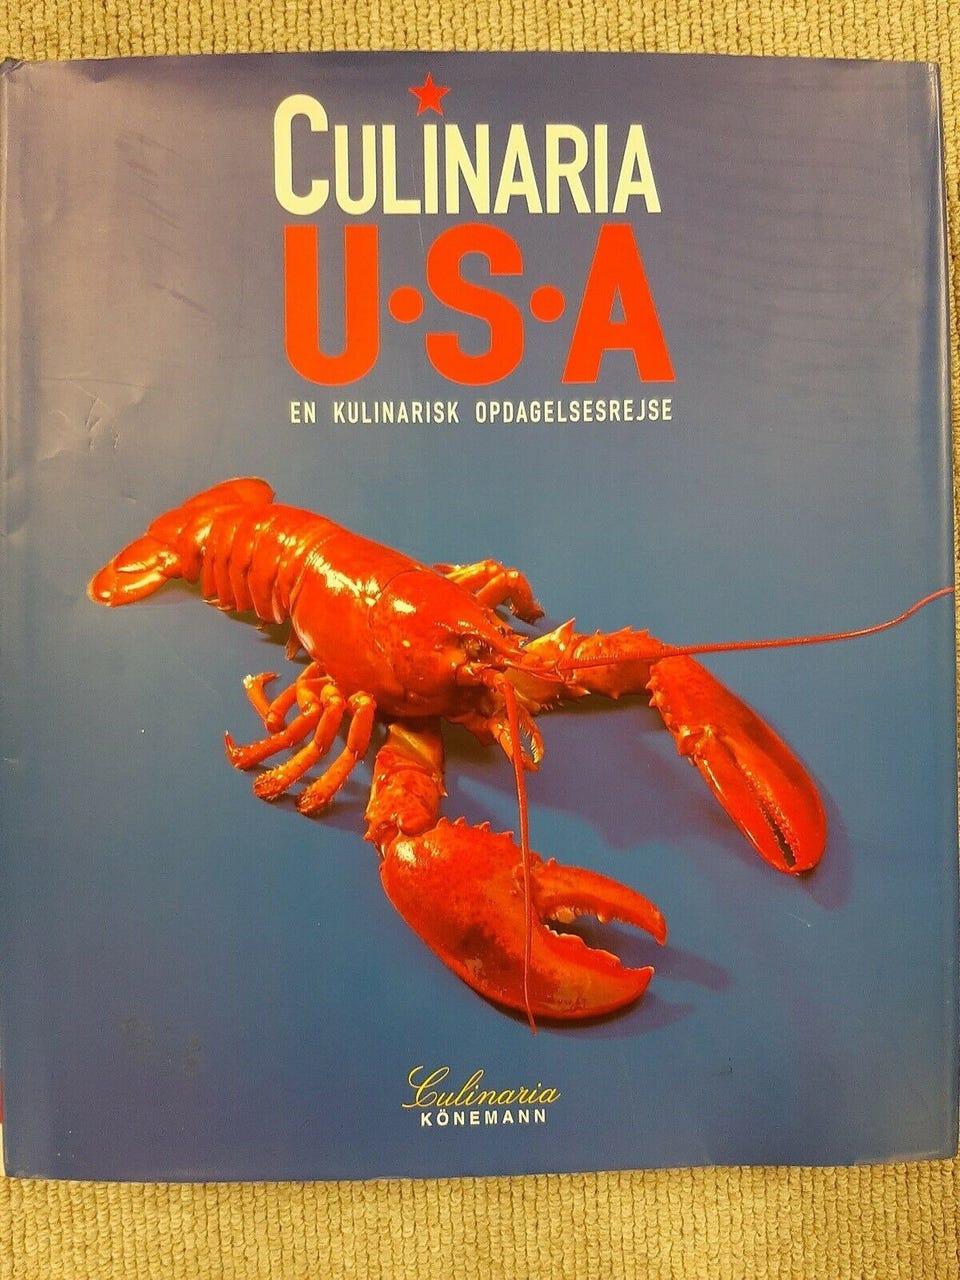 CULINARIA
U·S·A
EN KULINARISK OPDAGELSESREJSE
Culinaria
KÖNEMANN